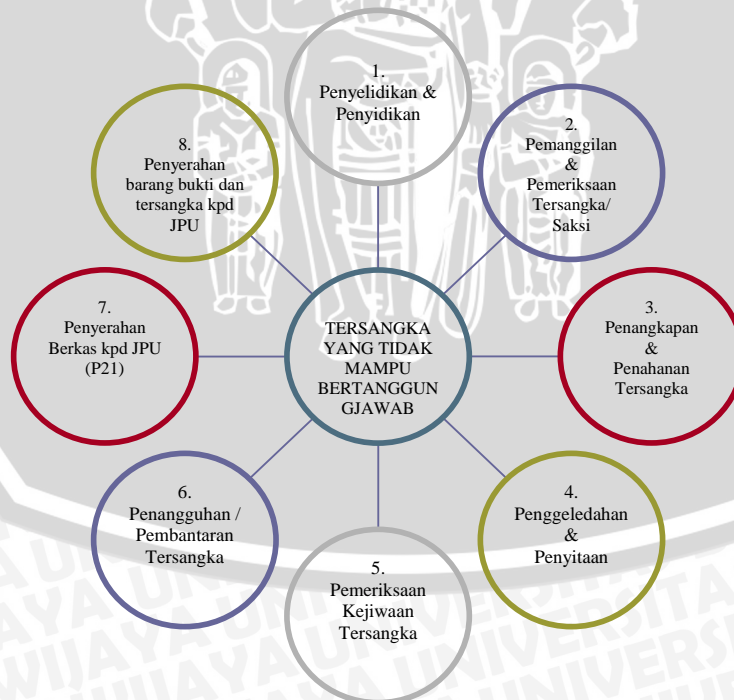 1.
Penyelidikan &
Penyidikan
2.
Pemanggilan
&
Pemeriksaan
Tersangka/
Saksi
3.
Penangkapan
&
Penahanan
Tersangka
4.
Penggeledahan
&
Penyitaan
5.
Pemeriksaan
Kejiwaan
Tersangka
6.
Penangguhan /
Pembantaran
Tersangka
7.
Penyerahan
Berkas kpd JPU
(P21)
8.
Penyerahan
barang bukti dan
tersangka kpd
JPU
TERSANGKA
YANG TIDAK
MAMPU
BERTANGGUN
GJAWAB